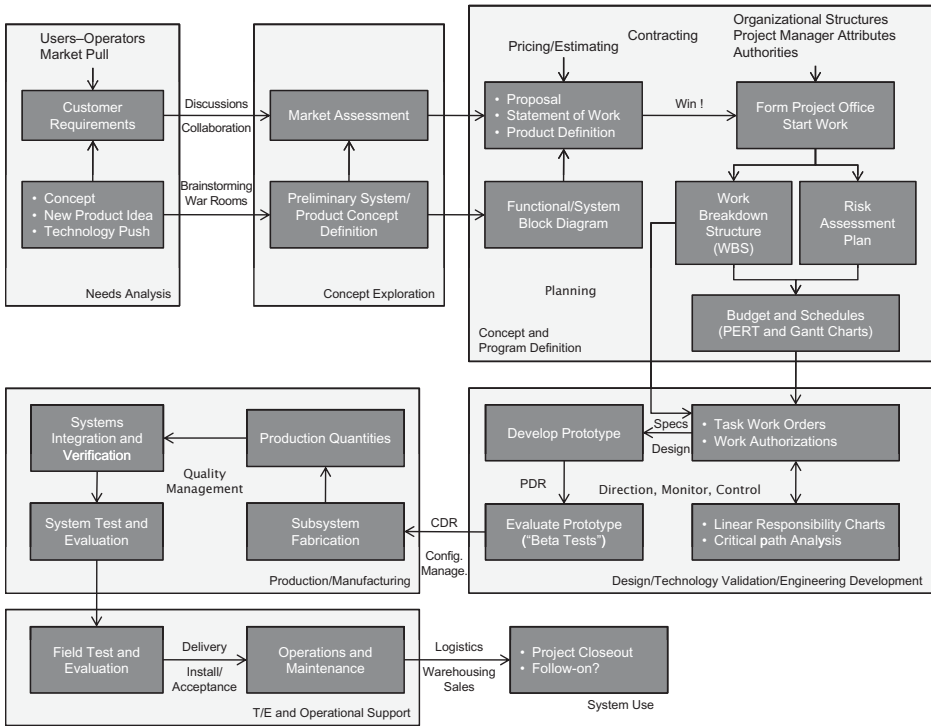 Users–Operators
Market Pull
Customer
Requirements
• Concept
• New Product Idea
• Technology Push
Needs Analysis
Discussions
Collaboration
Brainstorming
War Rooms
Market Assessment
Preliminary System/
Product Concept
Definition
Concept Exploration
Pricing/Estimating
Contracting
Organizational Structures
Project Manager Attributes
Authorities
• Proposal
• Statement of Work
• Product Definition
Win !
Form Project Office
Start Work
Functional/System
Block Diagram
Work
Breakdown
Structure
(WBS)
Risk
Assessment
Plan
Planning
Budget and Schedules
(PERT and Gantt Charts)
Concept and
Program Definition
Systems
Integration and
Verification
Production Quantities
Quality
Management
System Test and
Evaluation
Subsystem
Fabrication
Production/Manufacturing
CDR
Config.
Manage.
Develop Prototype
Specs
Design
• Task Work Orders
• Work Authorizations
PDR
Direction, Monitor, Control
Evaluate Prototype
("Beta Tests")
• Linear Responsibility Charts
• Critical path Analysis
Design/Technology Validation/Engineering Development
Field Test and
Evaluation
Delivery
Install/
Acceptance
Operations and
Maintenance
T/E and Operational Support
Logistics
Warehousing
Sales
• Project Closeout
• Follow-on?
System Use